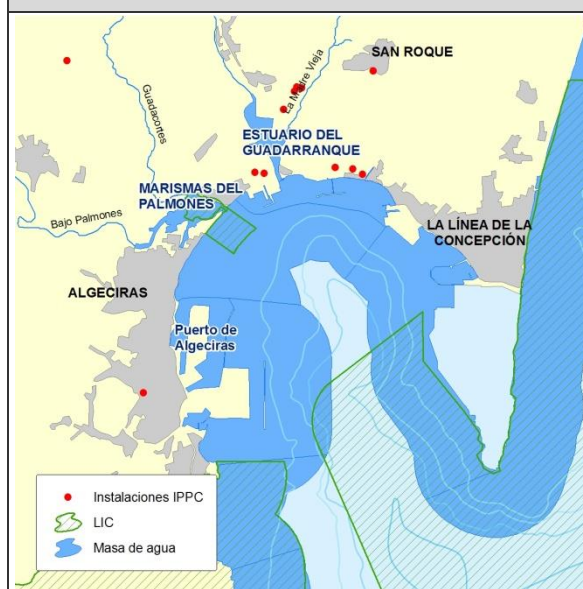 SAN ROQUE
La Madre Vieja
Guadacortes
ESTUARIO DEL
GUADARRANQUE
MARISMAS DEL
PALMONES
Bajo Palmones
LA LÍNEA DE LA
CONCEPCIÓN
ALGECIRAS
Puerto de
Algeciras
Instalaciones IPPC
LIC
Masa de agua